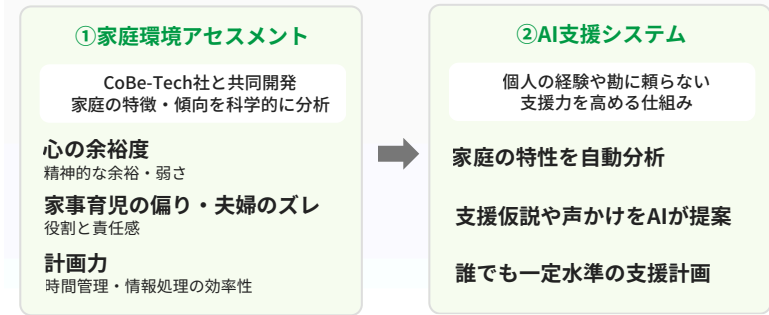 ①家庭環境アセスメント
CoBe-Tech社と共同開発
家庭の特徴・傾向を科学的に分析
心の余裕度
精神的な余裕・弱さ
家事育児の偏り・夫婦のズレ
役割と責任感
計画力
時間管理・情報処理の効率性
②AI支援システム
個人の経験や勘に頼らない
支援力を高める仕組み
家庭の特性を自動分析
支援仮説や声かけをAIが提案
誰でも一定水準の支援計画